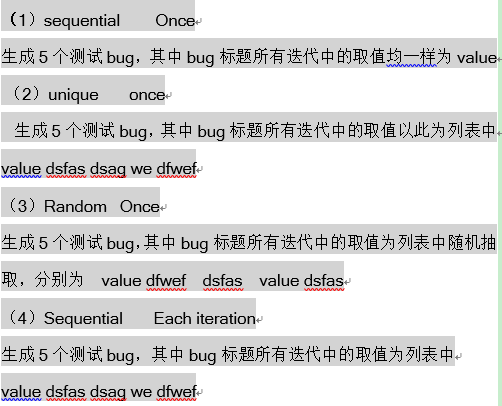 （1）sequential Once
生成 5 个测试 bug，其中 bug 标题所有迭代中的取值均一样为 value
（2）unique once
生成 5 个测试 bug，其中 bug 标题所有迭代中的取值以此为列表中
value dsfas dsag we dfwef
（3）Random Once
生成 5 个测试 bug，其中 bug 标题所有迭代中的取值为列表中随机抽
取，分别为 value dfwef dsfas value dsfas
（4）Sequential Each iteration
生成 5 个测试 bug，其中 bug 标题所有迭代中的取值为列表中
value dsfas dsag we dfwef